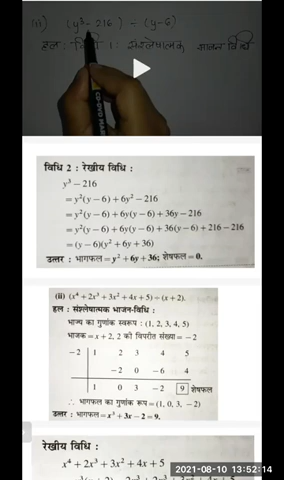 (ii) (y³ - 216) ÷ (y - 6)
हल : विधि 1 : संश्लेषात्मक भाजन विधि
विधि 2 : रेखीय विधि :
y³ – 216
= y²(y – 6) + 6y² – 216
= y²(y – 6) + 6y(y – 6) + 36y – 216
= y²(y – 6) + 6y(y – 6) + 36(y – 6) + 216 – 216
= (y – 6)(y² + 6y + 36)
उत्तर : भागफल = y² + 6y + 36; शेषफल = 0.
(ii) (x⁴ + 2x³ + 3x² + 4x + 5) ÷ (x + 2).
हल : संश्लेषात्मक भाजन-विधि :
भाज्य का गुणांक स्वरूप : (1, 2, 3, 4, 5)
भाजक = x + 2, 2 की विपरीत संख्या = –2
–2 | 1 2 3 4 5
–2 0 –6 4
1 0 3 –2 9 शेषफल
∴ भागफल का गुणांक रूप = (1, 0, 3, –2)
उत्तर : भागफल = x³ + 3x – 2 = 9.
रेखीय विधि :
x⁴ + 2x³ + 3x² + 4x + 5
2021-08-10 13:52:14